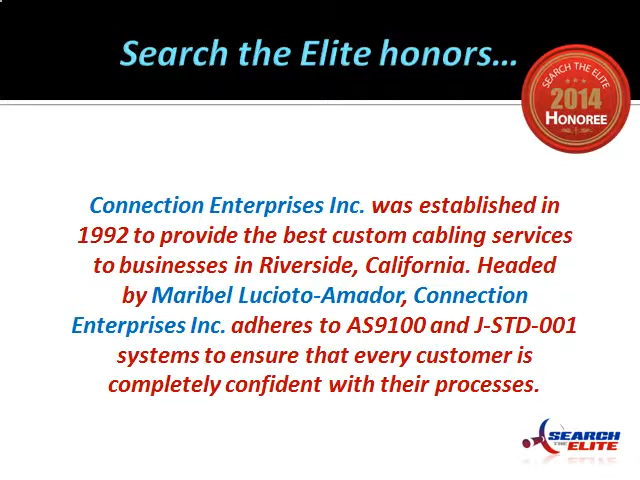 Search the Elite honors...
SEARCH THE ELITE
2014
HONOREE
Connection Enterprises Inc. was established in
1992 to provide the best custom cabling services
to businesses in Riverside, California. Headed
by Maribel Lucioto-Amador, Connection
Enterprises Inc. adheres to AS9100 and J-STD-001
systems to ensure that every customer is
completely confident with their processes.
SEARCH
THE ELITE